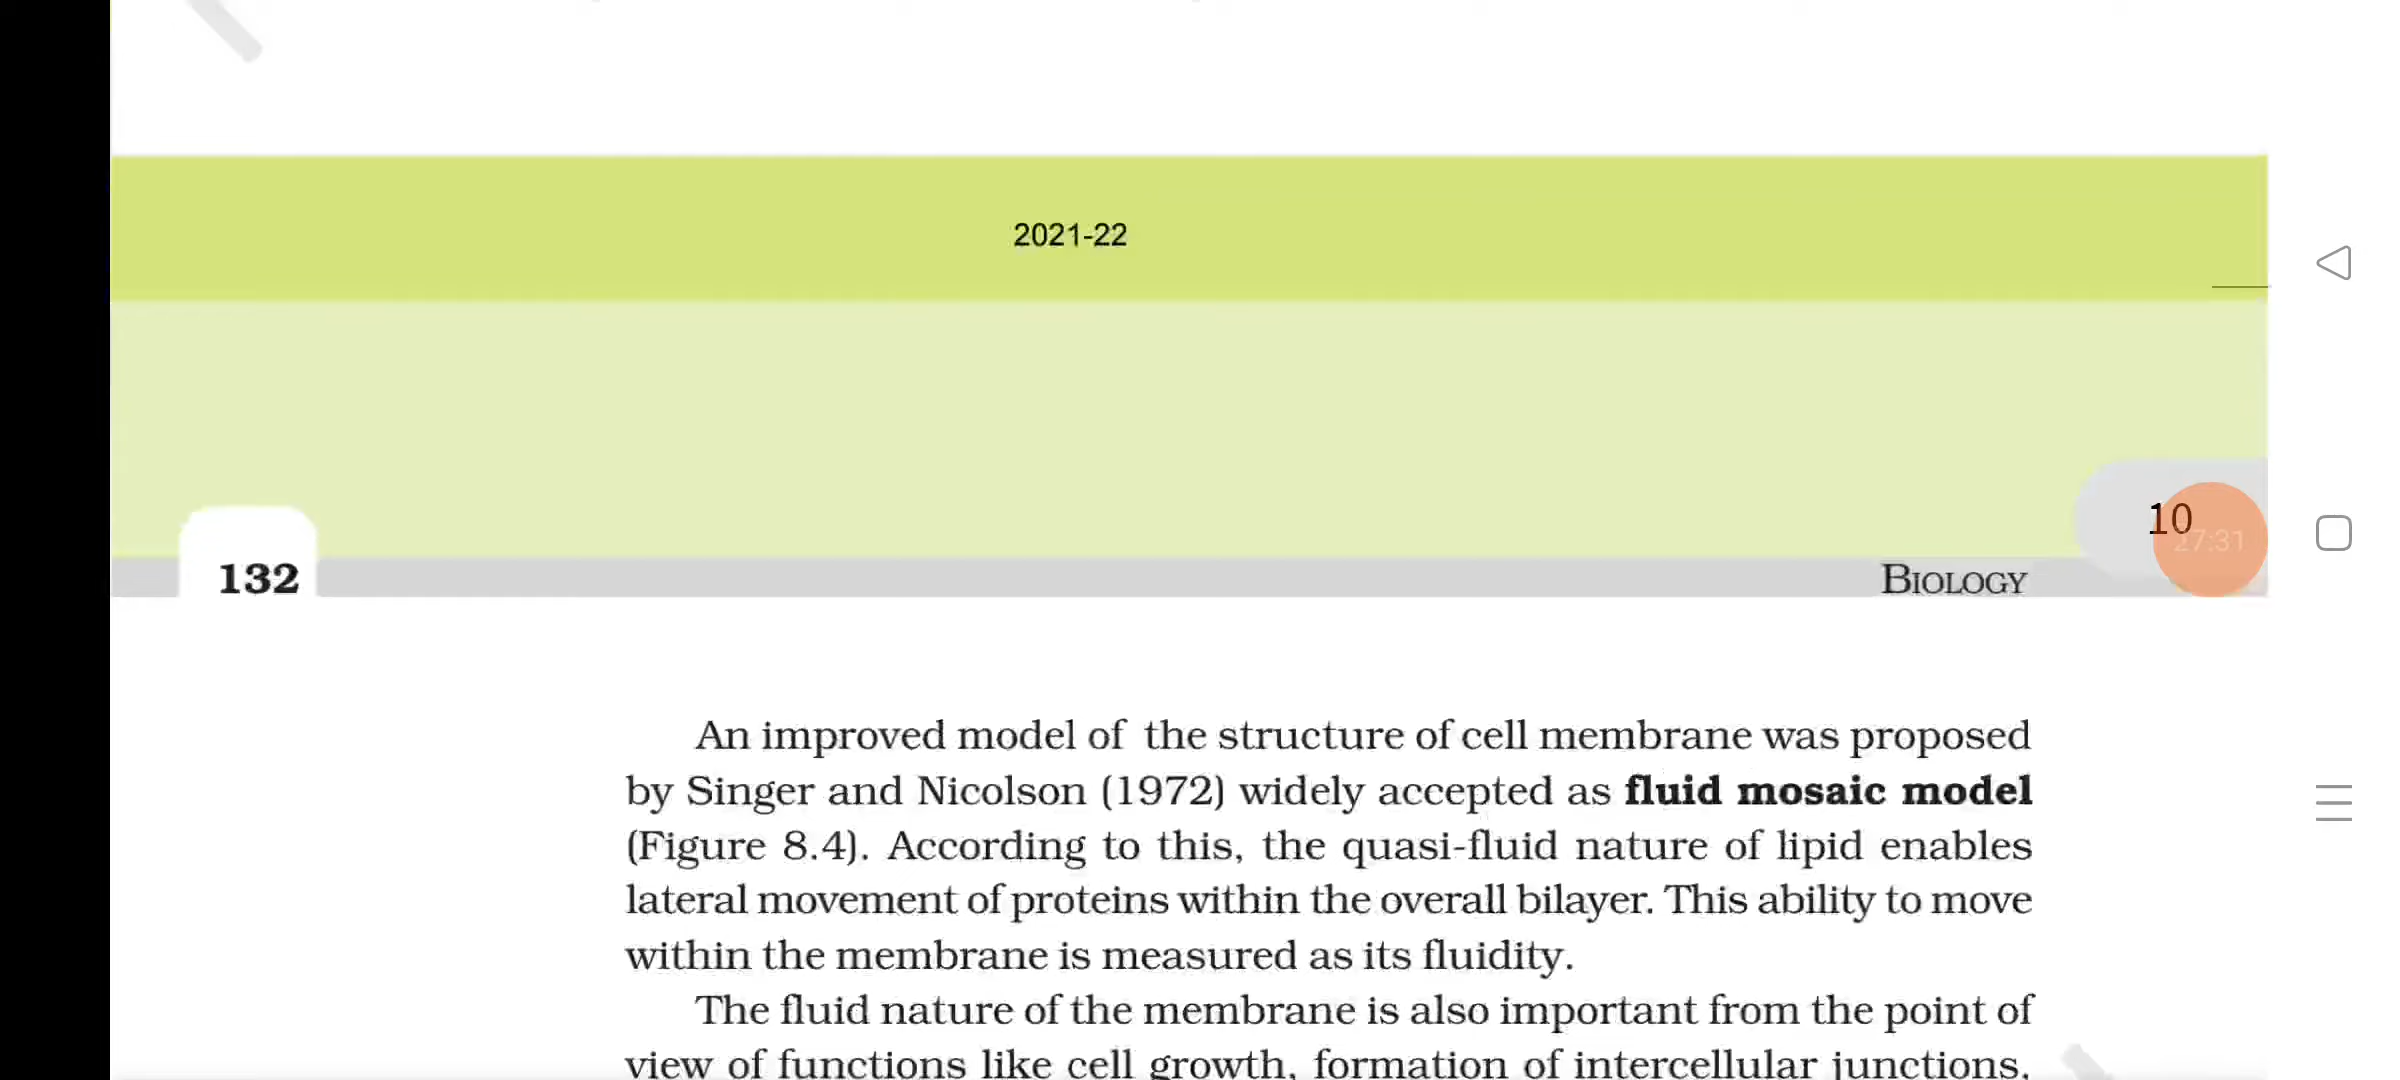 2021-22
10
27:31
132
BIOLOGY
An improved model of the structure of cell membrane was proposed
by Singer and Nicolson (1972) widely accepted as fluid mosaic model
(Figure 8.4). According to this, the quasi-fluid nature of lipid enables
lateral movement of proteins within the overall bilayer. This ability to move
within the membrane is measured as its fluidity.
The fluid nature of the membrane is also important from the point of
view of functions like cell growth, formation of intercellular junctions,